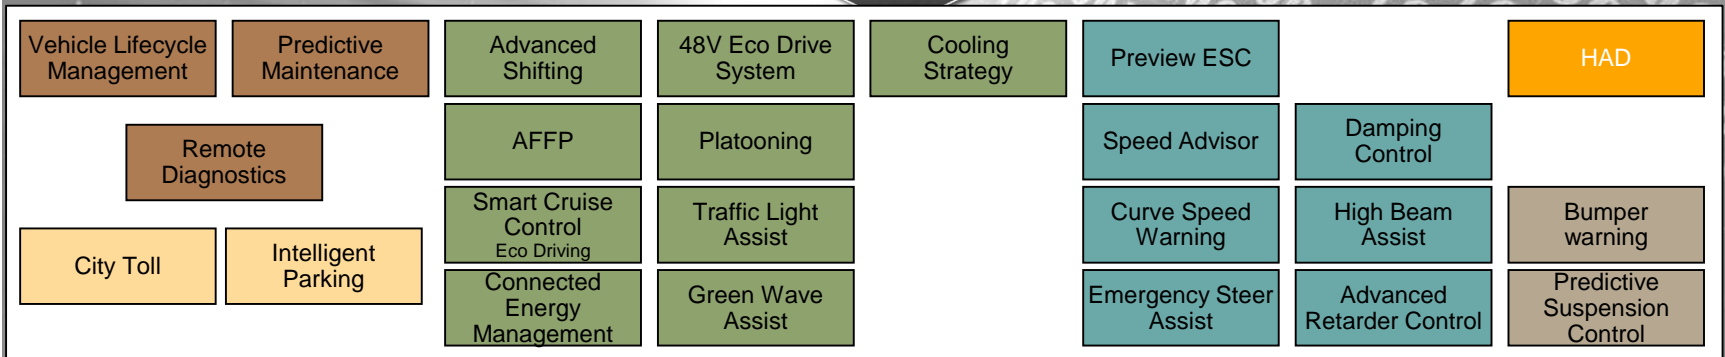 Vehicle Lifecycle
Management
Predictive
Maintenance
Advanced
Shifting
48V Eco Drive
System
Cooling
Strategy
Preview ESC
HAD
Remote
Diagnostics
AFFP
Platooning
Speed Advisor
Damping
Control
City Toll
Intelligent
Parking
Smart Cruise
Control
Eco Driving
Traffic Light
Assist
Curve Speed
Warning
High Beam
Assist
Bumper
warning
Connected
Energy
Management
Green Wave
Assist
Emergency Steer
Assist
Advanced
Retarder Control
Predictive
Suspension
Control